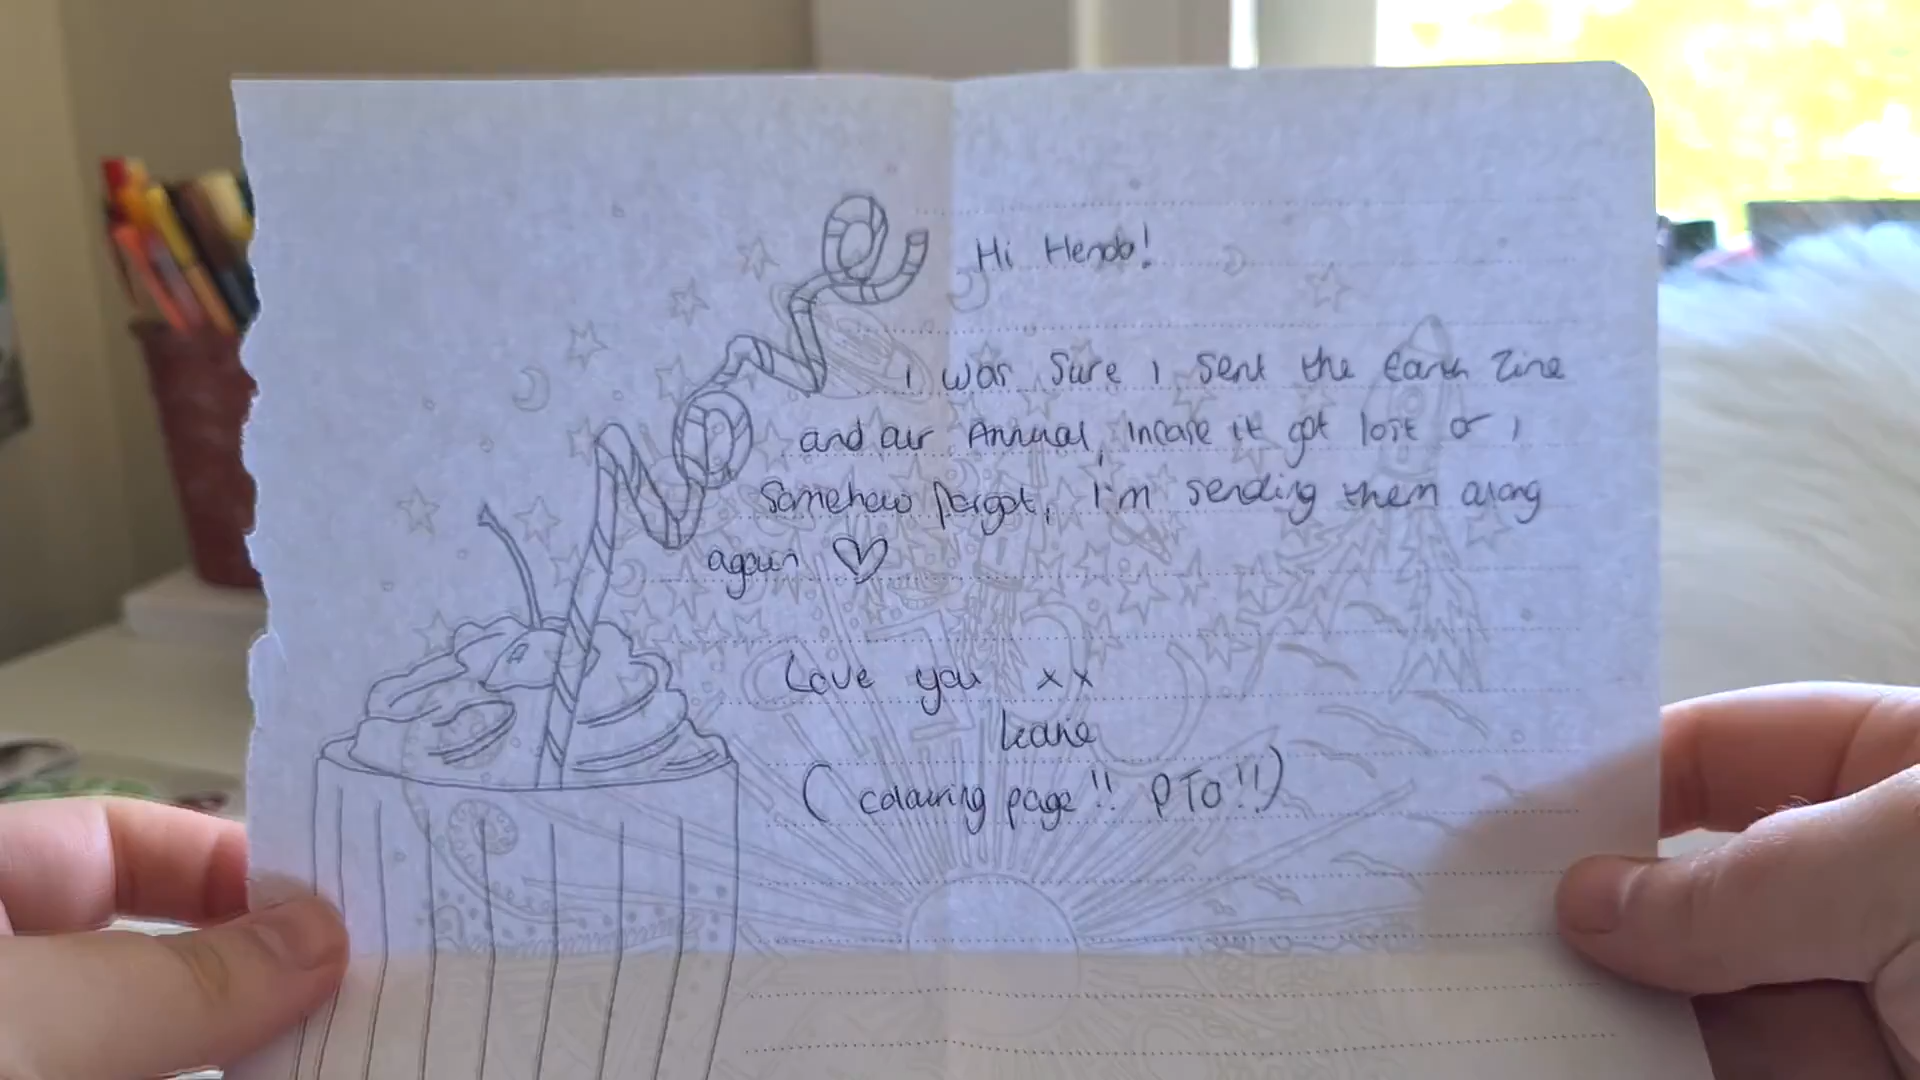 Hi Hendo!
I was Sure I Sent the Earth Zine
and our Annual, incase it got lost or I
Somehow forgot, I'm sending them along
again ♡
Love you xx
Leanie
(colouring page!! PTO!!)